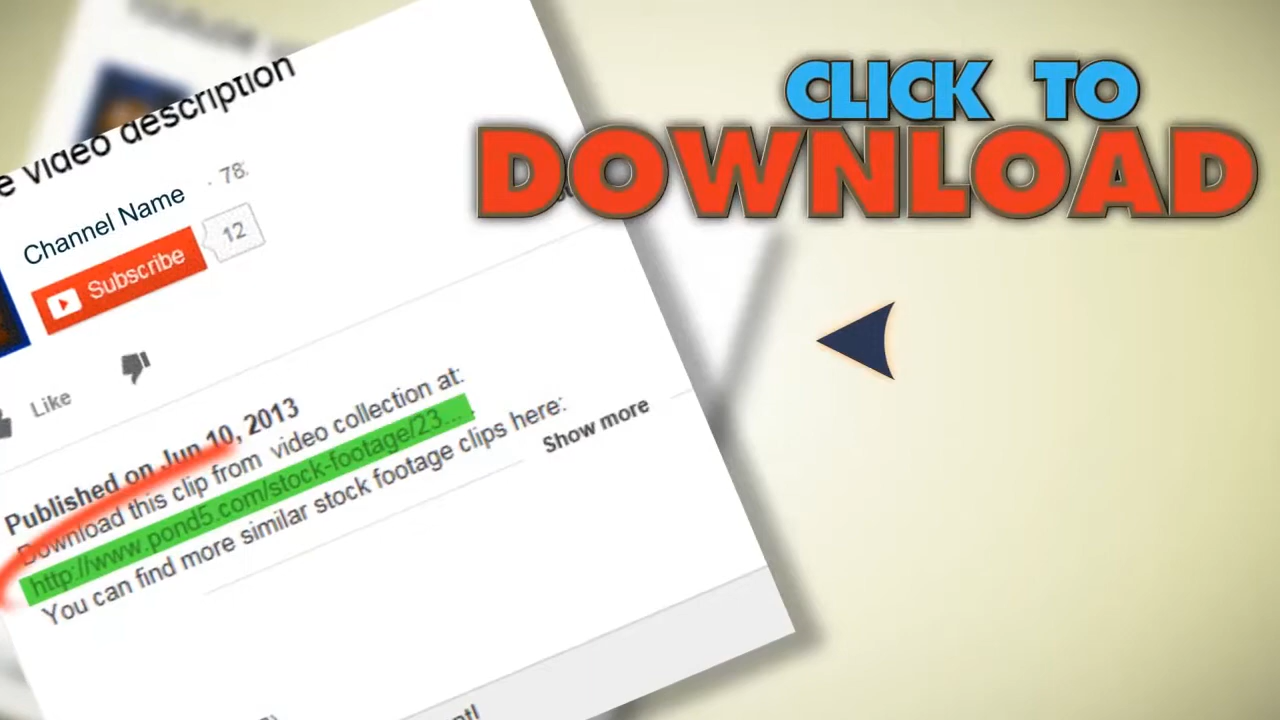 CLICK TO
DOWNLOAD
video description
Channel Name
78
Subscribe
12
Like
Published on Jun 10, 2013
Download this clip from video collection at:
http://www.pond5.com/stock-footage/23...
You can find more similar stock footage clips here:
Show more